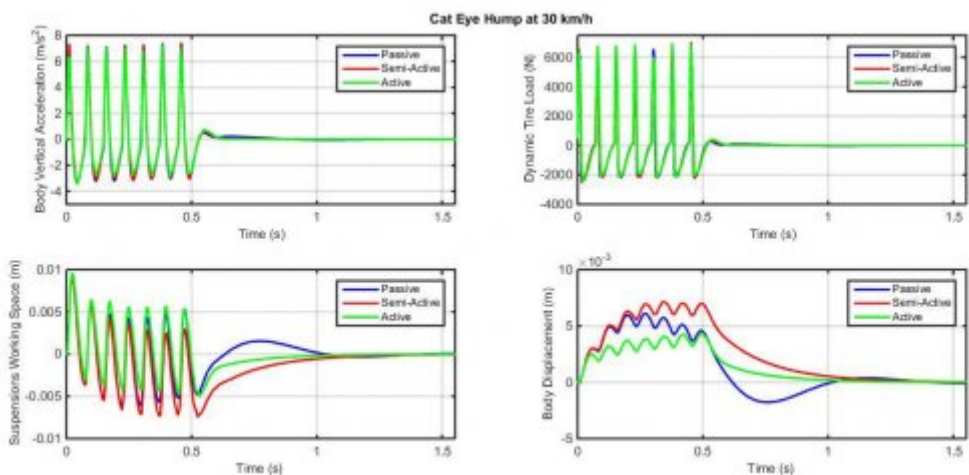 Cat Eye Hump at 30 km/h
Body Vertical Acceleration (m/s²)
8
6
4
2
0
-2
-4
0
0.5
1
1.5
Time (s)
Passive
Semi-Active
Active
Dynamic Tire Load (N)
6000
4000
2000
0
-2000
-4000
0
0.5
1
1.5
Time (s)
Passive
Semi-Active
Active
Suspensions Working Space (m)
0.01
0.005
0
-0.005
-0.01
0
0.5
1
1.5
Time (s)
Passive
Semi-Active
Active
Body Displacement (m)
× 10⁻³
10
5
0
-5
0
0.5
1
1.5
Time (s)
Passive
Semi-Active
Active